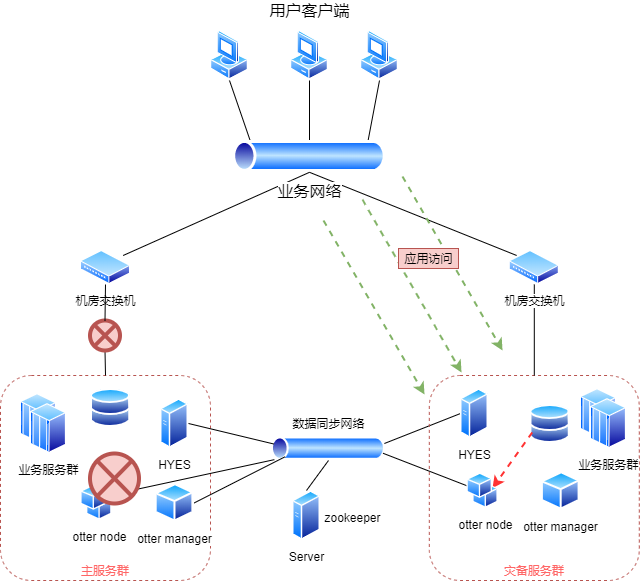 用户客户端
业务网络
应用访问
机房交换机
机房交换机
数据同步网络
业务服务群
HYES
HYES
业务服务群
zookeeper
otter node
otter manager
otter node
otter manager
Server
主服务群
灾备服务群